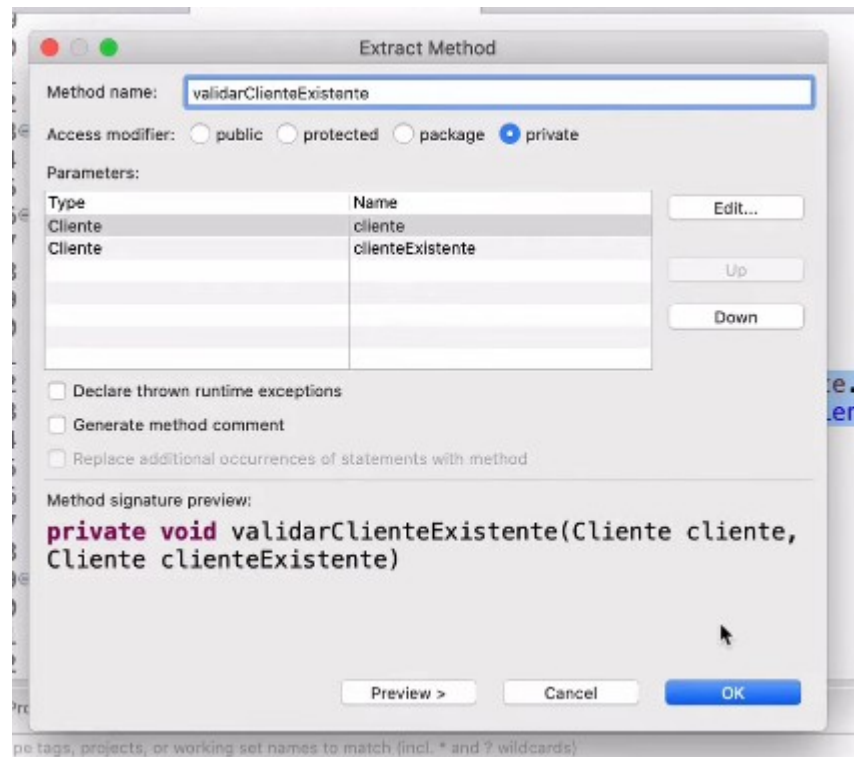 Extract Method
Method name: validarClienteExistente
Access modifier: public protected package private
Parameters:
Type Name
Cliente cliente
Cliente clienteExistente
Edit...
Up
Down
Declare thrown runtime exceptions
Generate method comment
Replace additional occurrences of statements with method
Method signature preview:
private void validarClienteExistente(Cliente cliente,
Cliente clienteExistente)
Preview > Cancel OK
pe tags, projects, or working set names to match (incl. * and ? wildcards)